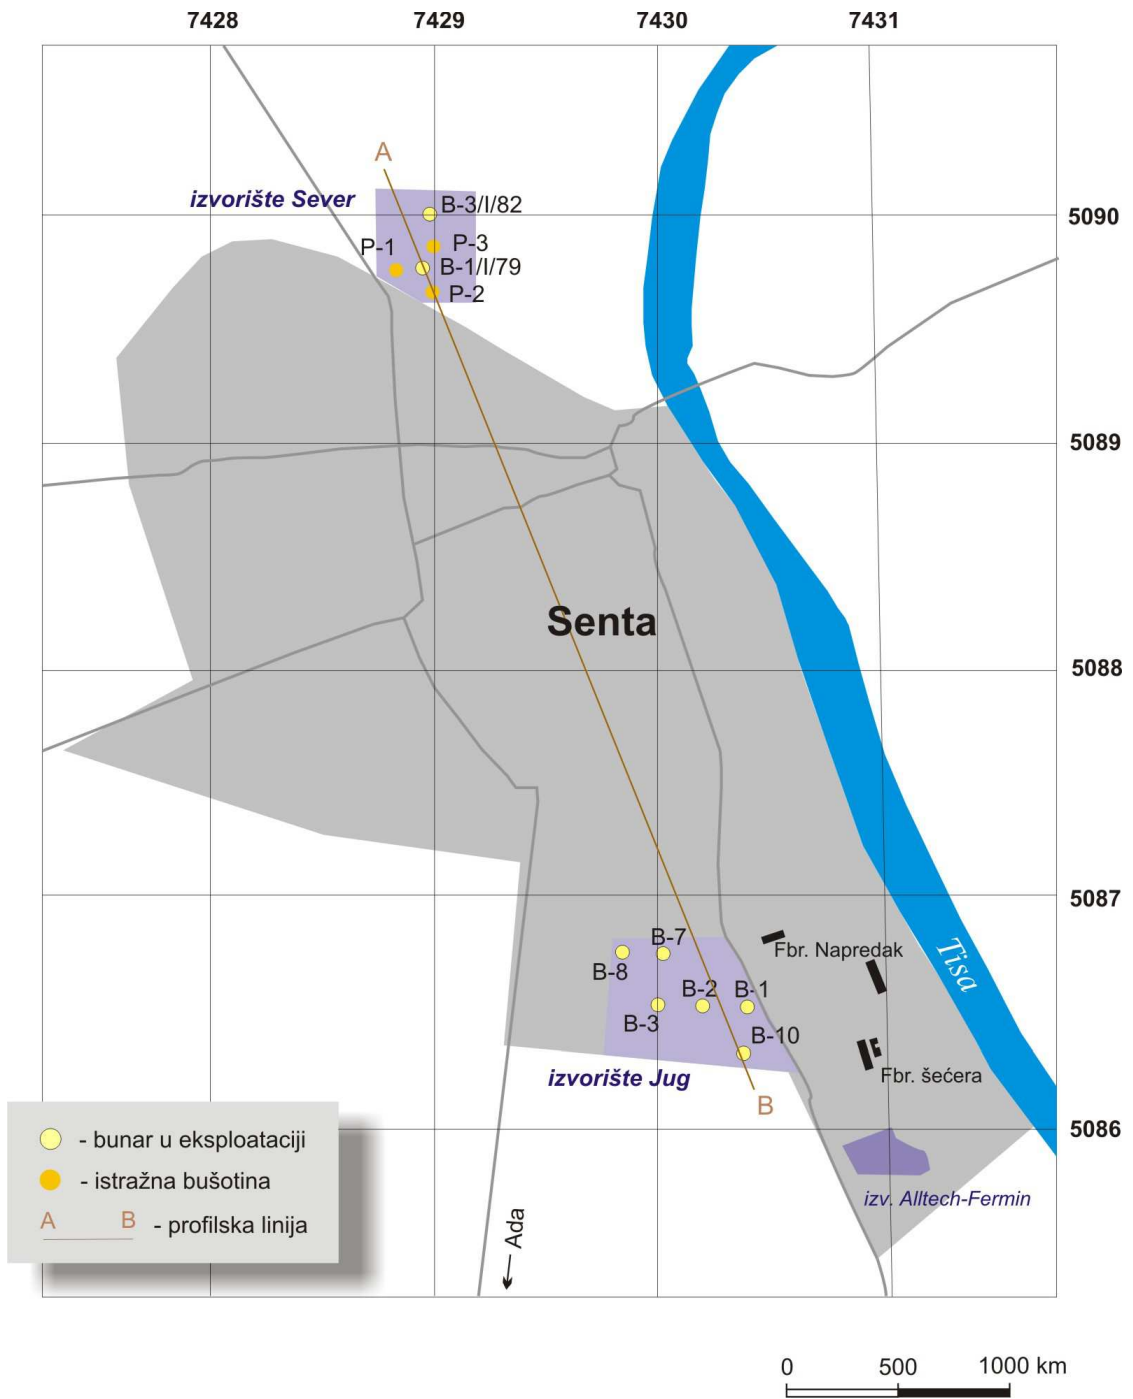 7428 7429 7430 7431
A
izvorište Sever
B-3/I/82
5090
P-1
P-3
B-1/I/79
P-2
5089
Senta
5088
5087
B-7
Fbr. Napredak
Tisa
B-8
B-2
B-1
B-3
B-10
izvorište Jug
Fbr. šećera
B
5086
- bunar u eksploataciji
- istražna bušotina
A B - profilska linija
izv. Alltech-Fermin
Ada
0 500 1000 km